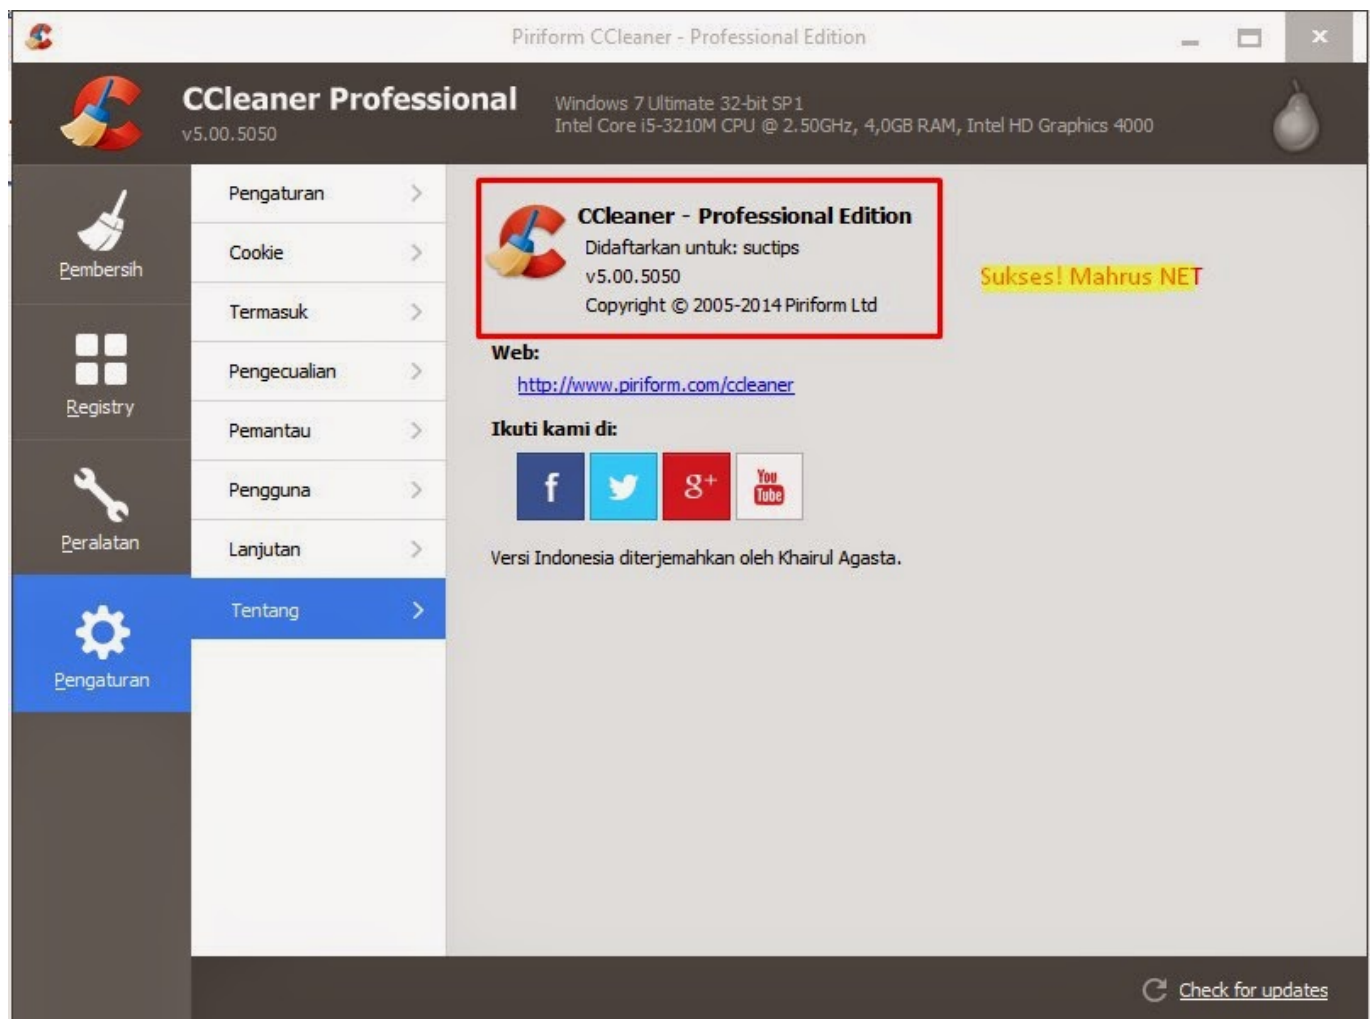 Piriform CCleaner - Professional Edition
CCleaner Professional
v5.00.5050
Windows 7 Ultimate 32-bit SP1
Intel Core i5-3210M CPU @ 2.50GHz, 4,0GB RAM, Intel HD Graphics 4000
Pembersih
Registry
Peralatan
Pengaturan
Pengaturan
Cookie
Termasuk
Pengecualian
Pemantau
Pengguna
Lanjutan
Tentang
CCleaner - Professional Edition
Didaftarkan untuk: suctips
v5.00.5050
Copyright © 2005-2014 Piriform Ltd
Sukses! Mahrus NET
Web:
http://www.piriform.com/ccleaner
Ikuti kami di:
f
g+
You
Tube
Versi Indonesia diterjemahkan oleh Khairul Agasta.
Check for updates